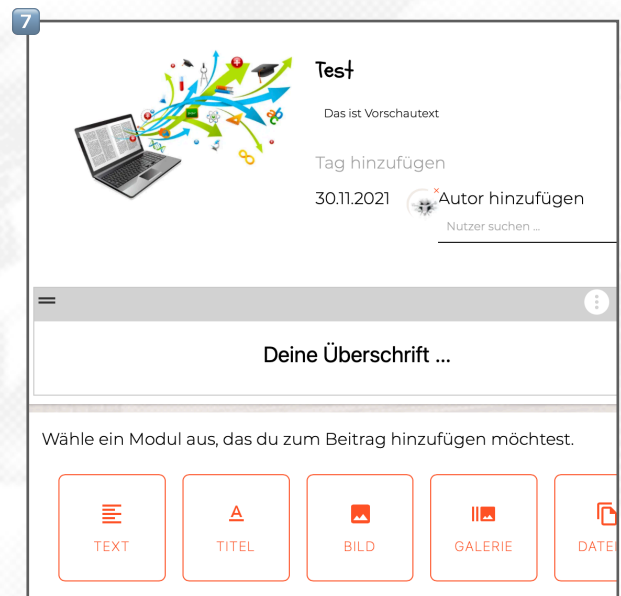 7
Test
Das ist Vorschautext
Tag hinzufügen
30.11.2021
Autor hinzufügen
Nutzer suchen ...
Deine Überschrift ...
Wähle ein Modul aus, das du zum Beitrag hinzufügen möchtest.
TEXT
TITEL
BILD
GALERIE
DATEI